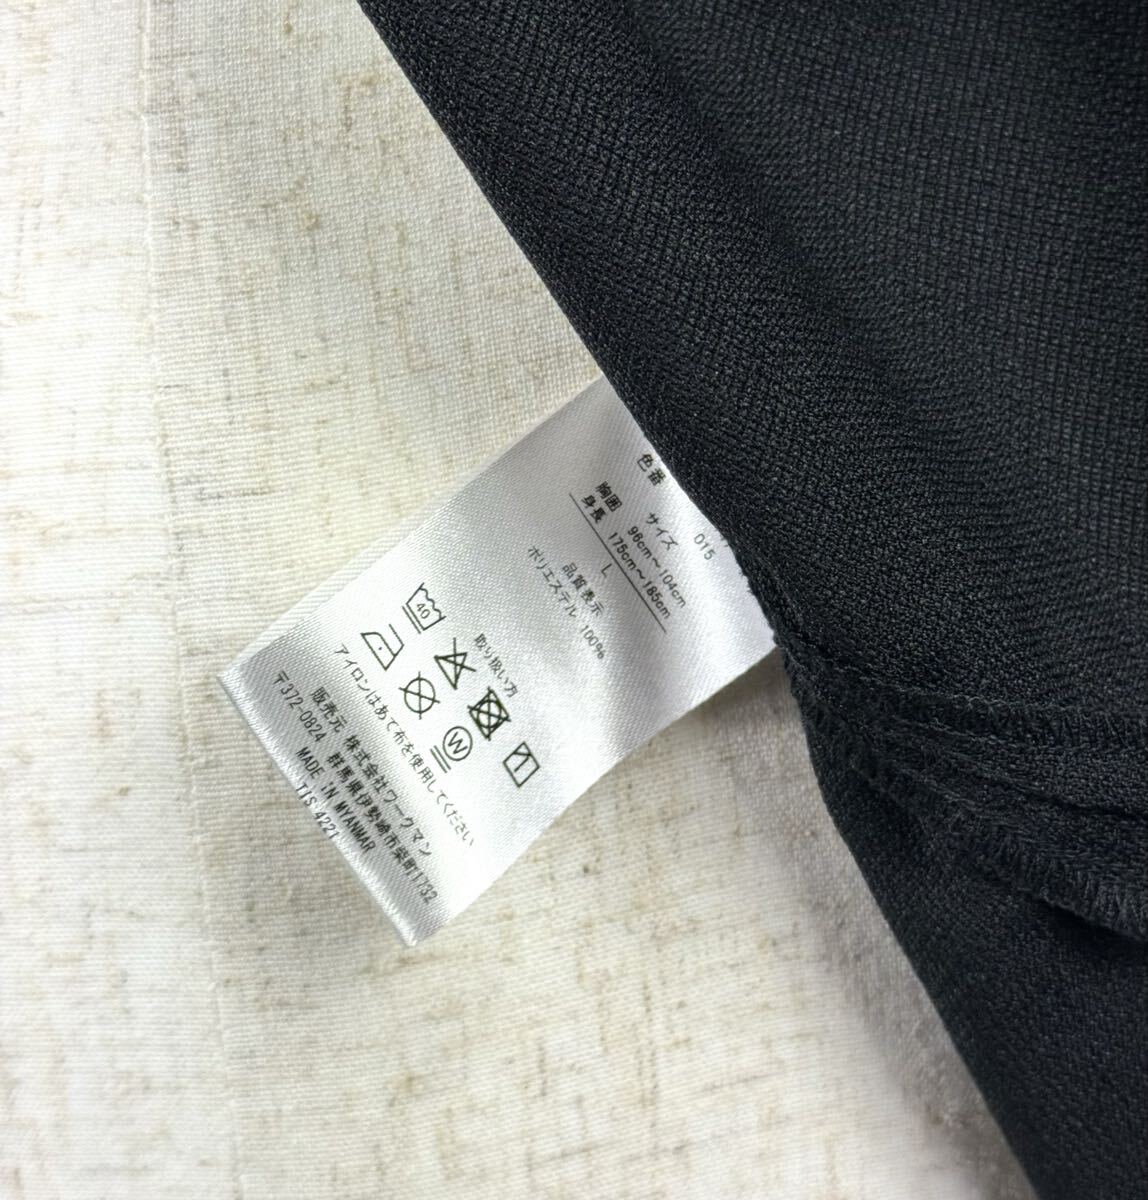 色番 015
サイズ L
胸囲 96cm～104cm
身長 175cm～185cm
品質表示
ポリエステル 100%
取り扱い方
40
W
アイロンはあて布を使用してください
販売元 株式会社ワークマン
〒372-0824 群馬県伊勢崎市柴町1732
MADE IN MYANMAR
TIS 4221